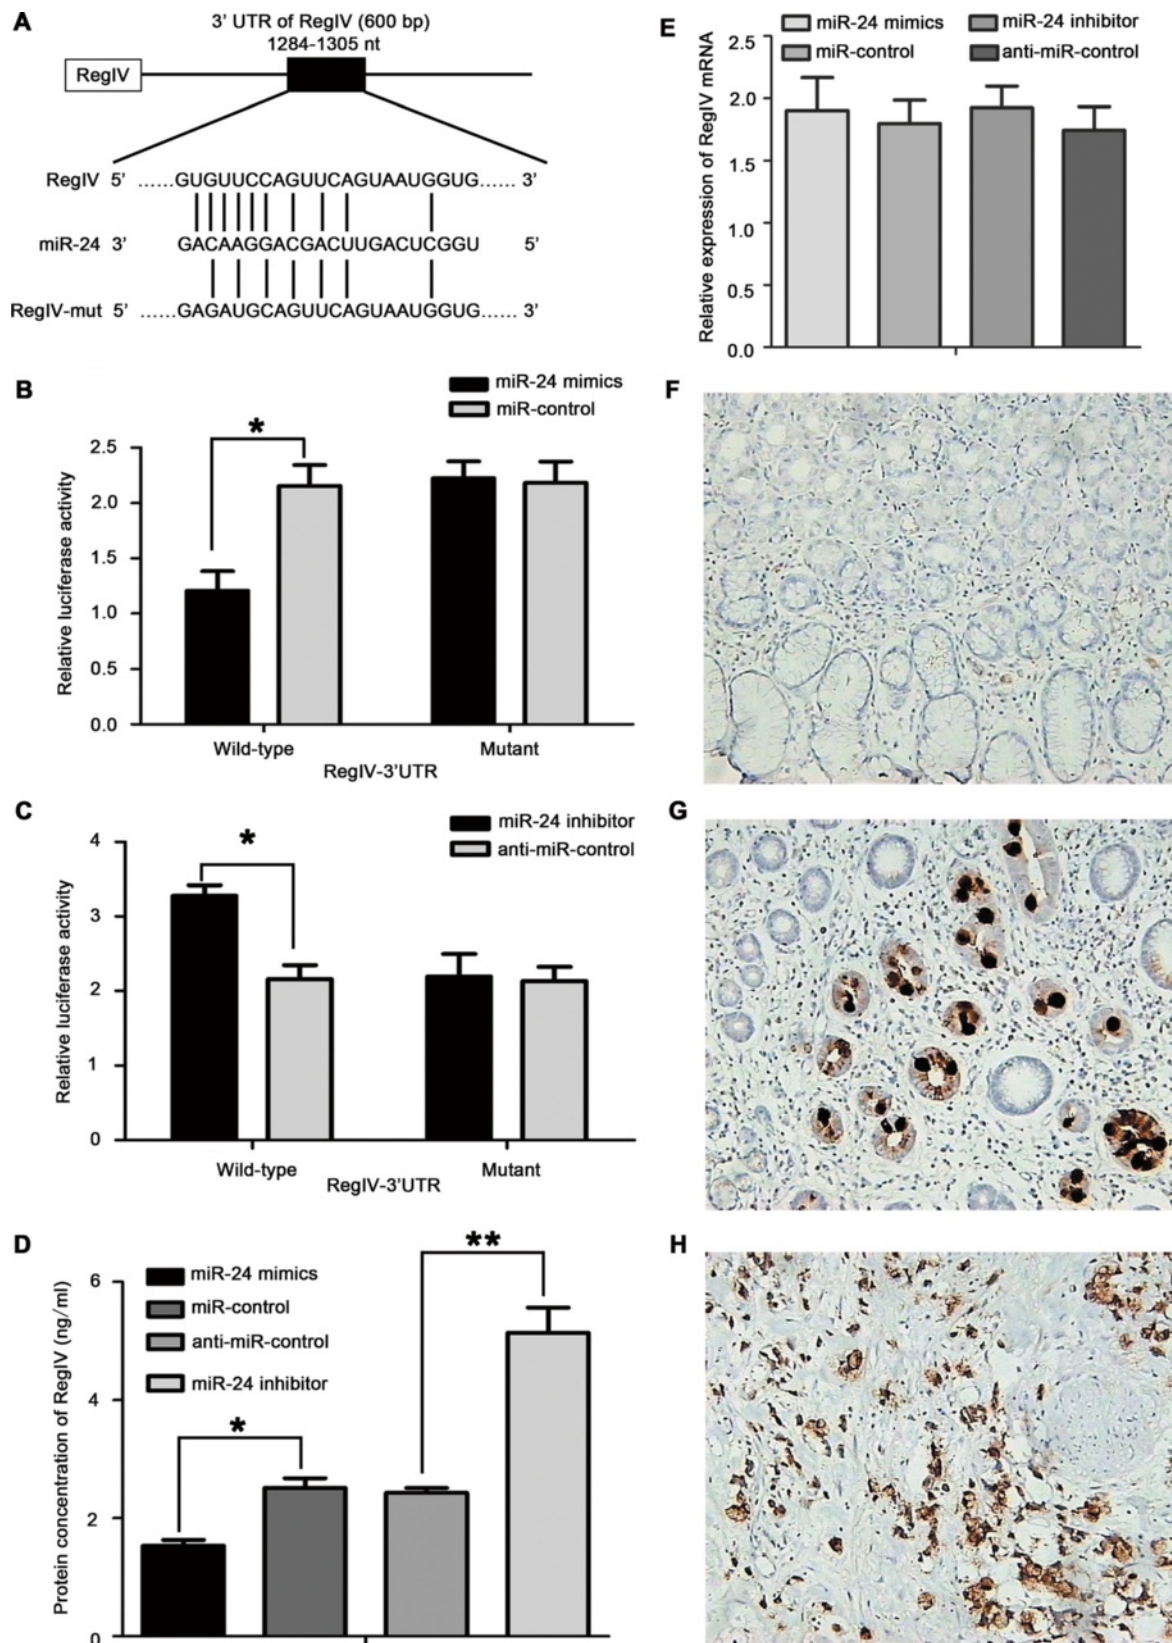 A
3' UTR of RegIV (600 bp)
1284-1305 nt
RegIV
RegIV 5' ......GUGUUCCAGUUCAGUAAUGGUG...... 3'
miR-24 3' GACAAGGACGACUUGACUCGGU 5'
RegIV-mut 5' ......GAGAUGCAGUUCAGUAAUGGUG...... 3'
B
miR-24 mimics
miR-control
*
Relative luciferase activity
2.5
2.0
1.5
1.0
0.5
0.0
Wild-type Mutant
RegIV-3'UTR
C
miR-24 inhibitor
anti-miR-control
*
Relative luciferase activity
4
3
2
1
0
Wild-type Mutant
RegIV-3'UTR
D
miR-24 mimics
miR-control
anti-miR-control
miR-24 inhibitor
*
**
Protein concentration of RegIV (ng/ml)
6
4
2
0
E
miR-24 mimics
miR-control
miR-24 inhibitor
anti-miR-control
Relative expression of RegIV mRNA
2.5
2.0
1.5
1.0
0.5
0.0
F
G
H